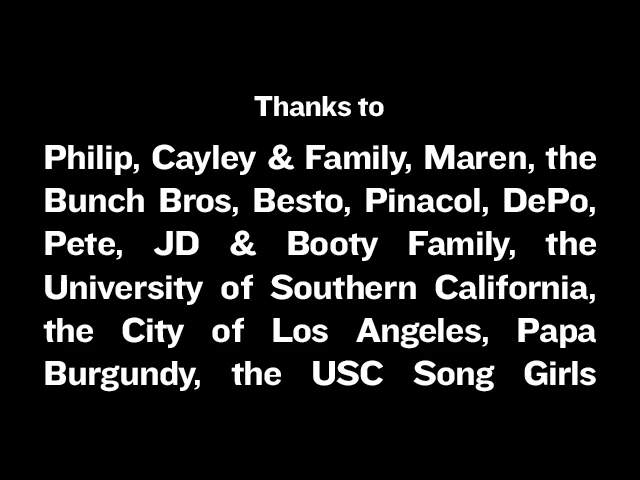 Thanks to
Philip, Cayley & Family, Maren, the
Bunch Bros, Besto, Pinacol, DePo,
Pete, JD & Booty Family, the
University of Southern California,
the City of Los Angeles, Papa
Burgundy, the USC Song Girls